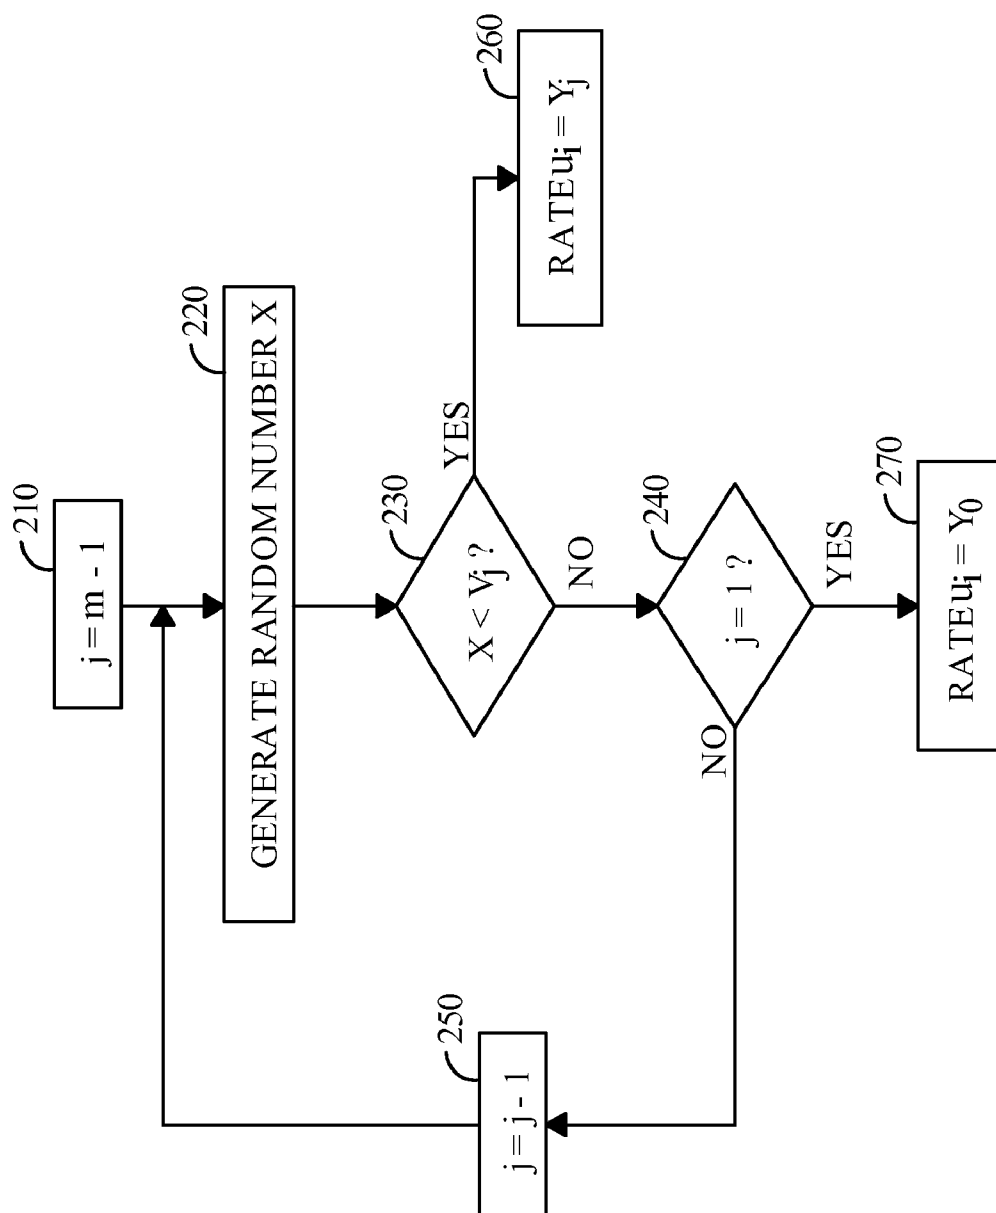 210
j = m - 1
220
GENERATE RANDOM NUMBER X
230
X < Vj ?
YES
260
RATEui = Yj
NO
240
j = 1 ?
NO
YES
250
j = j - 1
270
RATEui = Y0